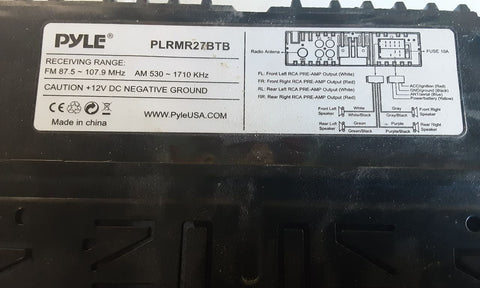 PYLE PLRMR27BTB
RECEIVING RANGE:
FM 87.5 ~ 107.9 MHz AM 530 ~ 1710 KHz
CAUTION +12V DC NEGATIVE GROUND
Made in china
www.PyleUSA.com
Radio Antenna
FUSE 10A
FL: Front Left RCA PRE-AMP Output (White)
FR: Front Right RCA PRE-AMP Output (Red)
RL: Rear Left RCA PRE-AMP Output (White)
RR: Rear Right RCA PRE-AMP Output (Red)
ACC/Ignition (Red)
GND/ground (Black)
ANT/aerial (Blue)
Power/battery (Yellow)
Front Left Speaker
White
White/Black
Gray
Gray/Black
Front Right Speaker
Rear Left Speaker
Green
Green/Black
Purple
Purple/Black
Rear Right Speaker